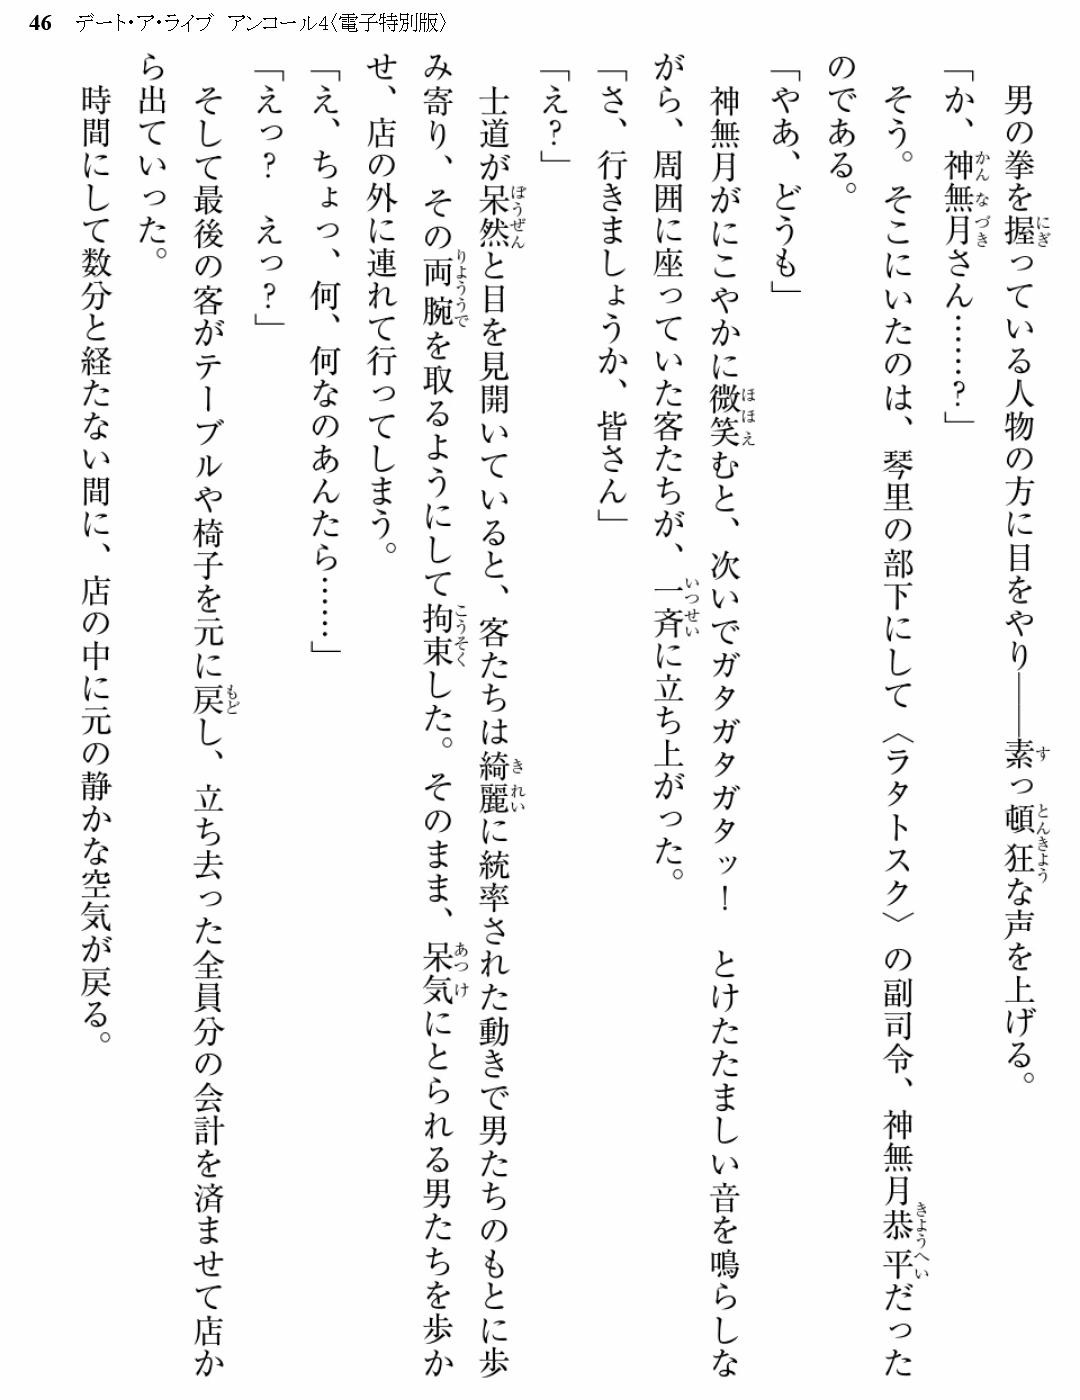 46 デート・ア・ライブ　アンコール4〈電子特別版〉
　男の拳を握っている人物の方に目をやり――素っ頓狂な声を上げる。
「か、神無月さん……？」
　そう。そこにいたのは、琴里の部下にして〈ラタトスク〉の副司令、神無月恭平だった
のである。
「やあ、どうも」
　神無月がにこやかに微笑むと、次いでガタガタガタッ！　とけたたましい音を鳴らしな
がら、周囲に座っていた客たちが、一斉に立ち上がった。
「さ、行きましょうか、皆さん」
「え？」
　士道が呆然と目を見開いていると、客たちは綺麗に統率された動きで男たちのもとに歩
み寄り、その両腕を取るようにして拘束した。そのまま、呆気にとられる男たちを歩か
せ、店の外に連れて行ってしまう。
「え、ちょっ、何、何なのあんたら……」
「えっ？　えっ？」
　そして最後の客がテーブルや椅子を元に戻し、立ち去った全員分の会計を済ませて店か
ら出ていった。
　時間にして数分と経たない間に、店の中に元の静かな空気が戻る。